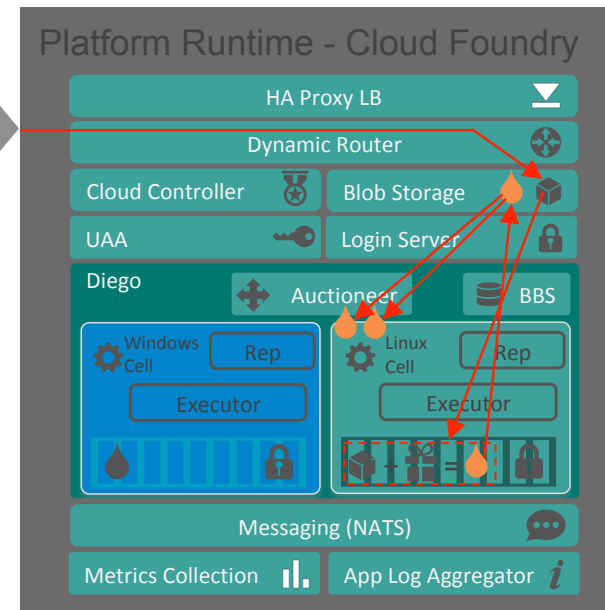 Platform Runtime - Cloud Foundry
HA Proxy LB
Dynamic Router
Cloud Controller
Blob Storage
UAA
Login Server
Diego
Auctioneer
BBS
Windows
Cell
Rep
Executor
Linux
Cell
Rep
Executor
+ =
Messaging (NATS)
Metrics Collection
App Log Aggregator i